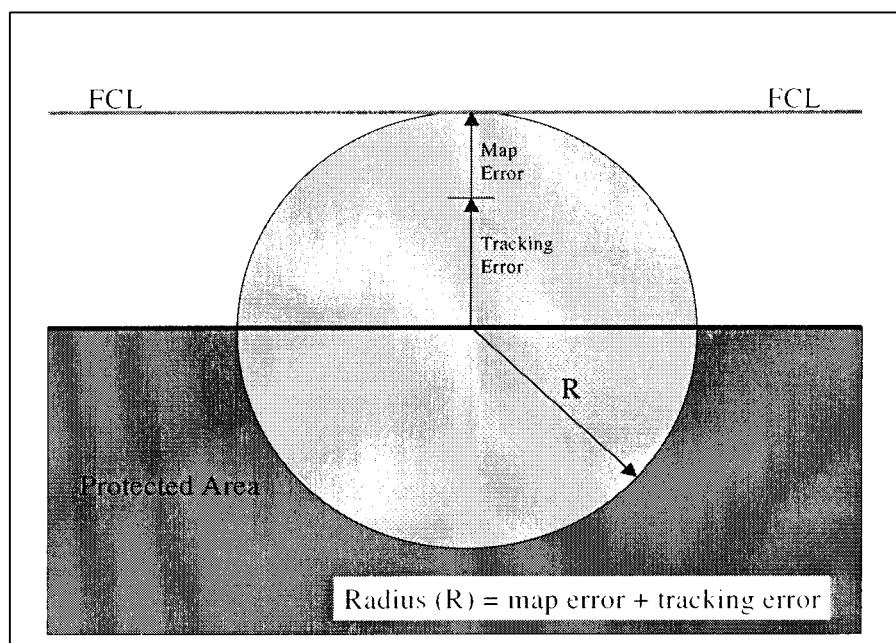 FCL FCL
Map
Error
Tracking
Error
R
Protected Area
Radius (R) = map error + tracking error